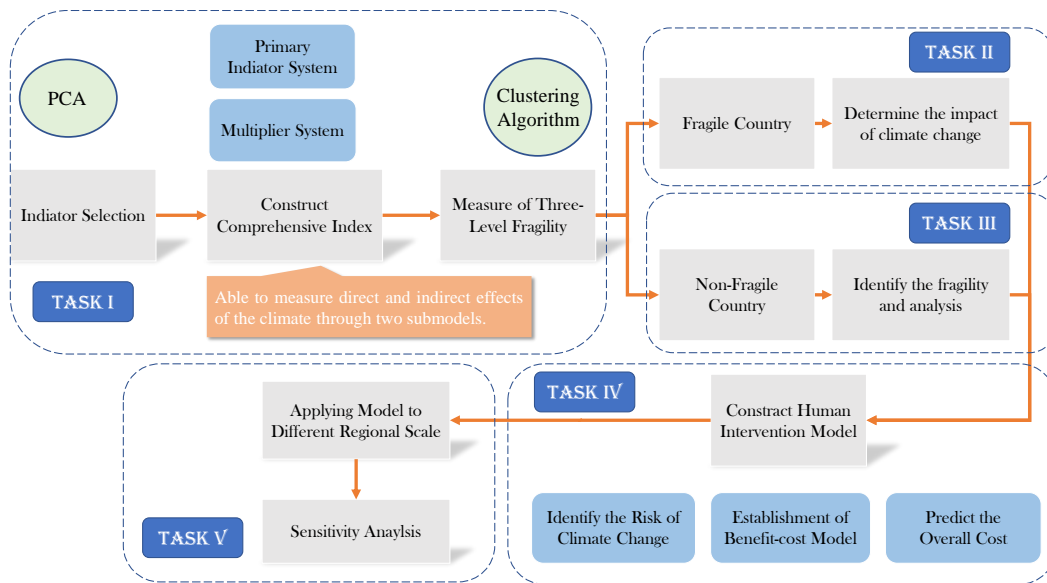 Primary
Indiator System
Multiplier System
PCA
Clustering
Algorithm
Indiator Selection
Construct
Comprehensive Index
Measure of Three-
Level Fragility
Able to measure direct and indirect effects
of the climate through two submodels.
TASK I
TASK II
Fragile Country
Determine the impact
of climate change
TASK III
Non-Fragile
Country
Identify the fragility
and analysis
TASK IV
Constract Human
Intervention Model
Identify the Risk of
Climate Change
Establishment of
Benefit-cost Model
Predict the
Overall Cost
Applying Model to
Different Regional Scale
Sensitivity Anaylsis
TASK V